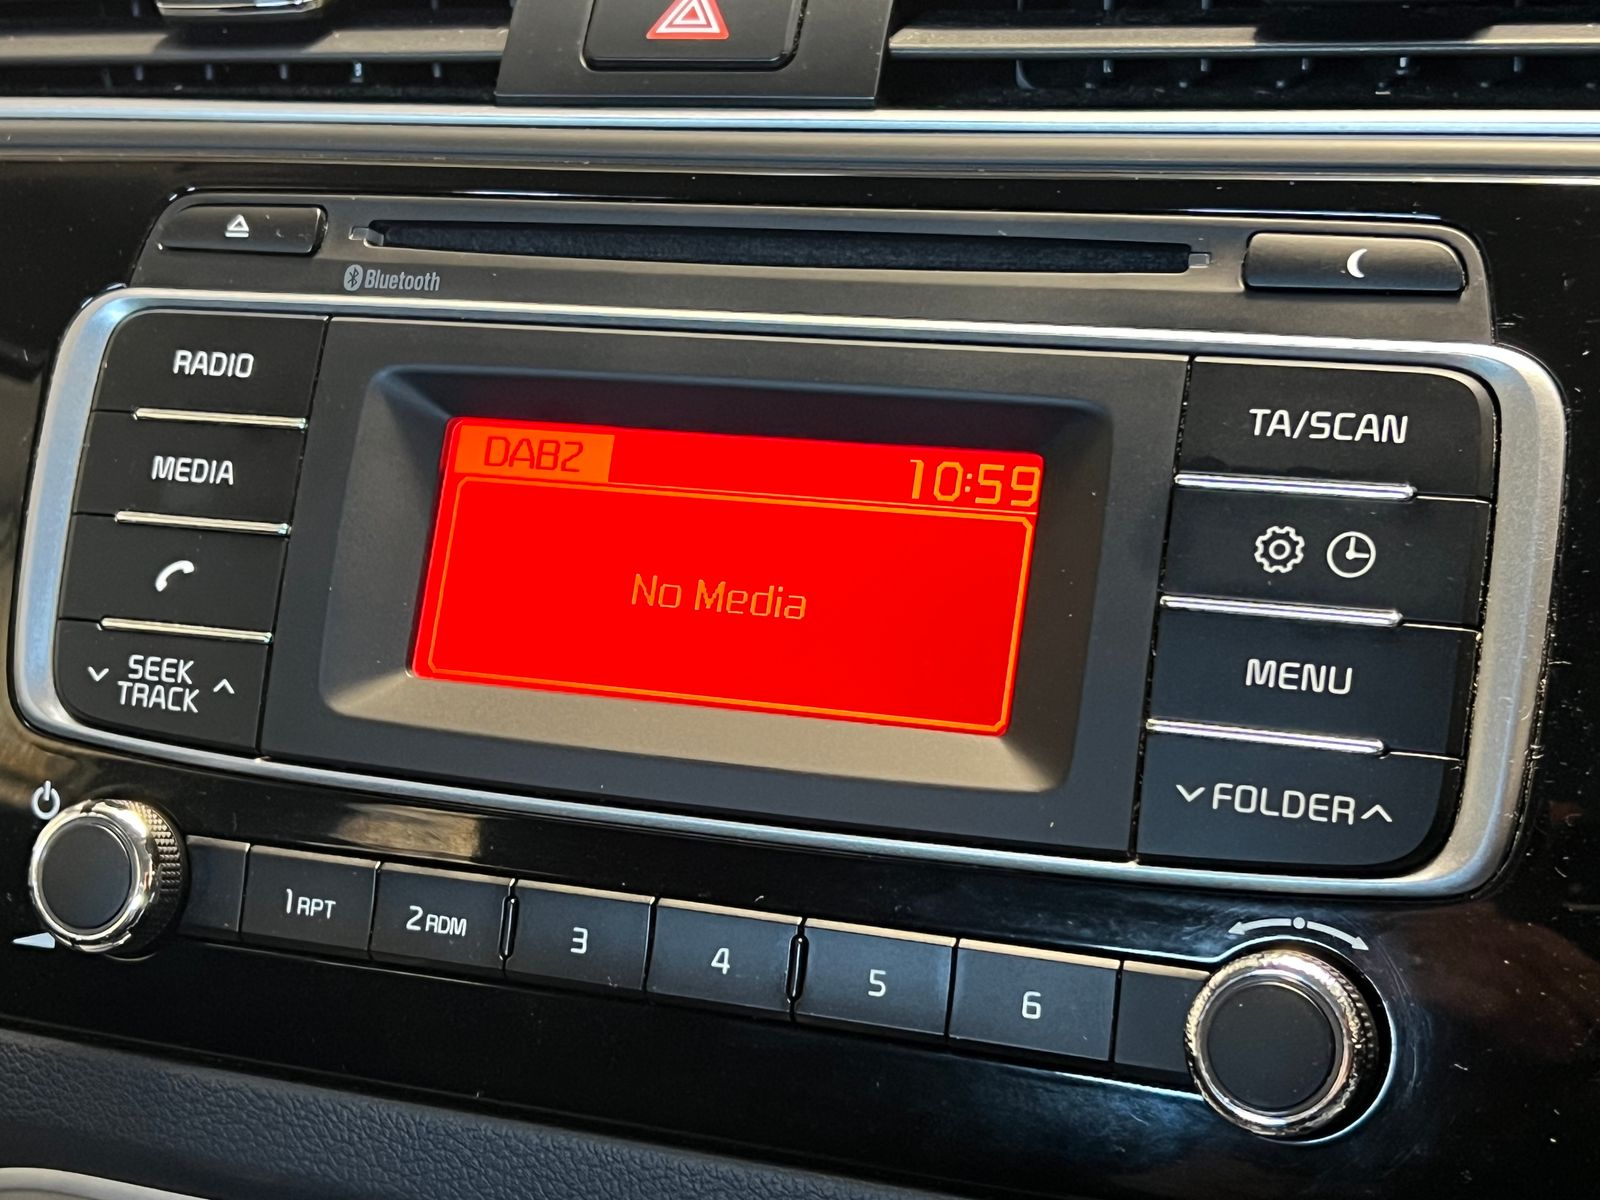 Bluetooth
RADIO
MEDIA
SEEK
TRACK
DAB2
10:59
No Media
TA/SCAN
MENU
FOLDER
1 RPT
2 RDM
3
4
5
6